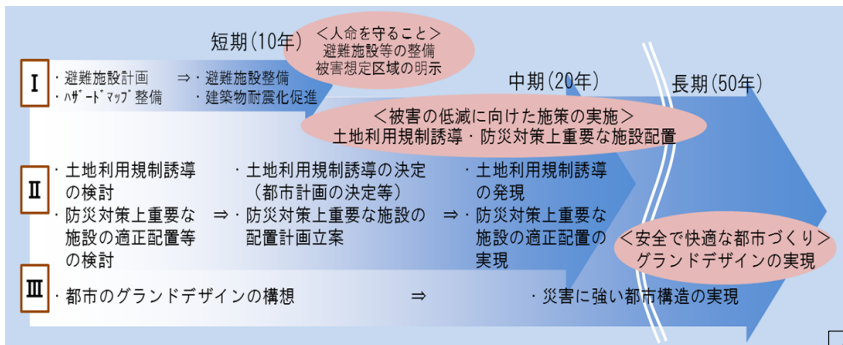 短期(10年)
＜人命を守ること＞
避難施設等の整備
被害想定区域の明示
中期(20年)
長期(50年)
Ⅰ
・避難施設計画 ⇒・避難施設整備
・ﾊｻﾞｰﾄﾞﾏｯﾌﾟ整備 ・建築物耐震化促進
＜被害の低減に向けた施策の実施＞
土地利用規制誘導・防災対策上重要な施設配置
Ⅱ
・土地利用規制誘導
の検討
・防災対策上重要な
施設の適正配置等
の検討
⇒
・土地利用規制誘導の決定
（都市計画の決定等）
・防災対策上重要な施設の
配置計画立案
⇒
・土地利用規制誘導
の発現
・防災対策上重要な
施設の適正配置の
実現
＜安全で快適な都市づくり＞
グランドデザインの実現
Ⅲ
・都市のグランドデザインの構想 ⇒ ・災害に強い都市構造の実現